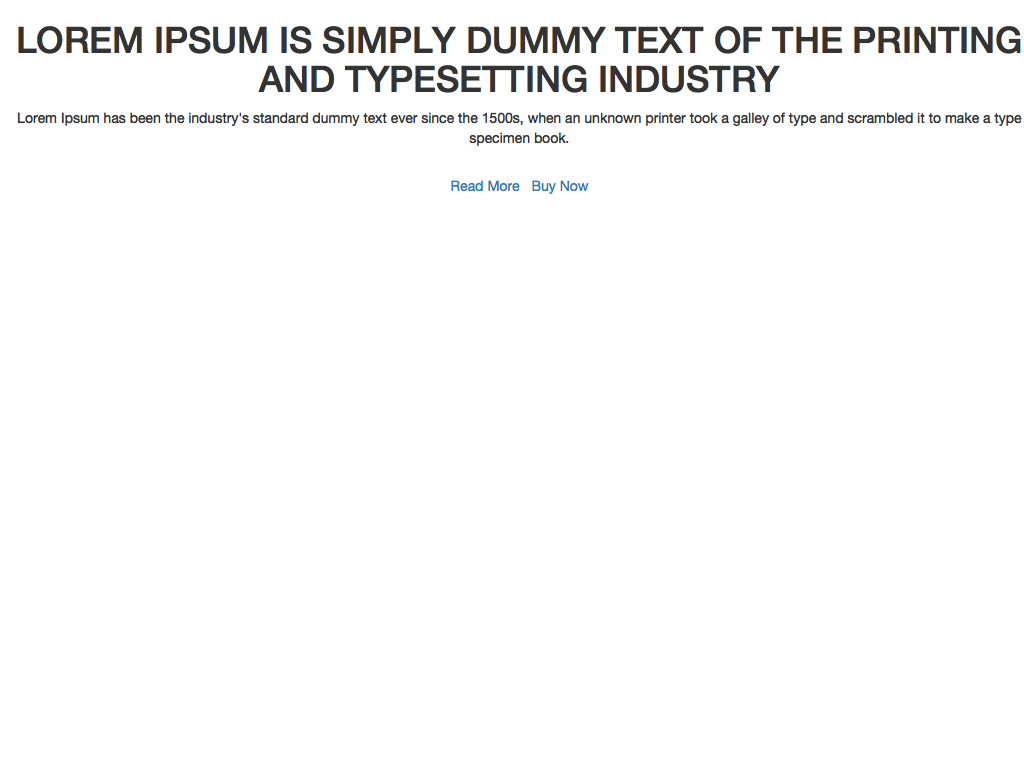 LOREM IPSUM IS SIMPLY DUMMY TEXT OF THE PRINTING
AND TYPESETTING INDUSTRY
Lorem Ipsum has been the industry's standard dummy text ever since the 1500s, when an unknown printer took a galley of type and scrambled it to make a type
specimen book.
Read More Buy Now